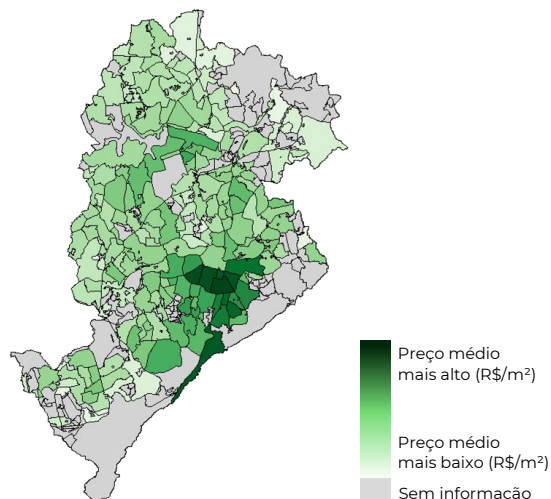 Preço médio
mais alto (R$/m²)
Preço médio
mais baixo (R$/m²)
Sem informação